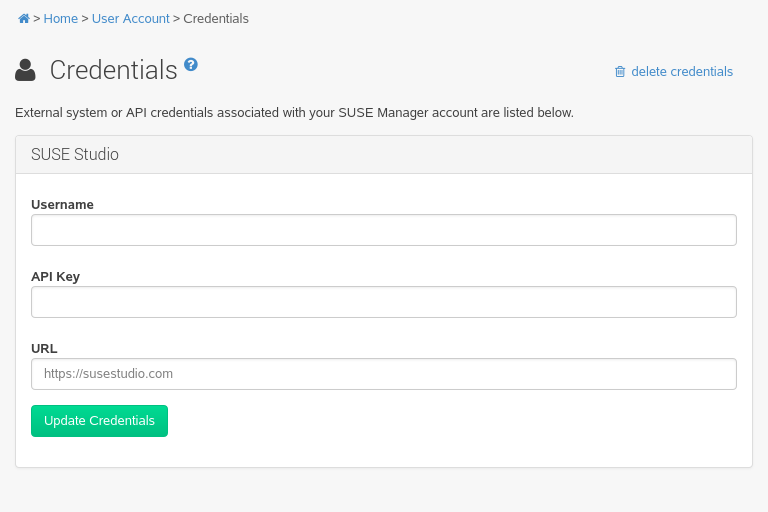 > Home > User Account > Credentials
Credentials ?
delete credentials
External system or API credentials associated with your SUSE Manager account are listed below.
SUSE Studio
Username
API Key
URL
https://susestudio.com
Update Credentials